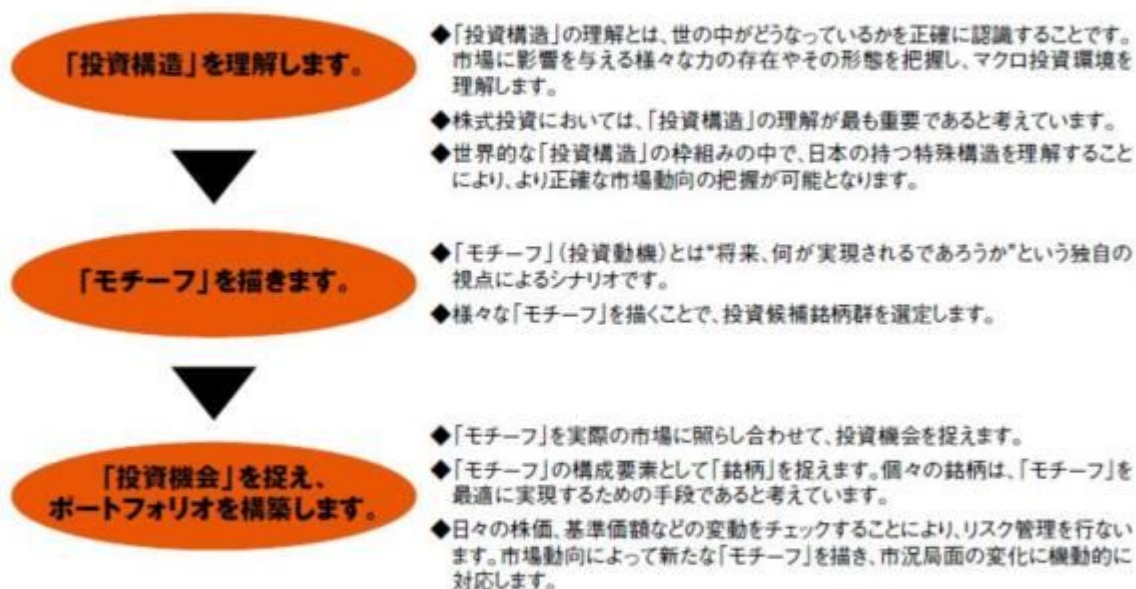 「投資構造」を理解します。
◆「投資構造」の理解とは、世の中がどうなっているかを正確に認識することです。
市場に影響を与える様々な力の存在やその形態を把握し、マクロ投資環境を
理解します。
◆株式投資においては、「投資構造」の理解が最も重要であると考えています。
◆世界的な「投資構造」の枠組みの中で、日本の持つ特殊構造を理解すること
により、より正確な市場動向の把握が可能となります。
「モチーフ」を描きます。
◆「モチーフ」(投資動機)とは“将来、何が実現されるであろうか”という独自の
視点によるシナリオです。
◆様々な「モチーフ」を描くことで、投資候補銘柄群を選定します。
「投資機会」を捉え、
ポートフォリオを構築します。
◆「モチーフ」を実際の市場に照らし合わせて、投資機会を捉えます。
◆「モチーフ」の構成要素として「銘柄」を捉えます。個々の銘柄は、「モチーフ」を
最適に実現するための手段であると考えています。
◆日々の株価、基準価額などの変動をチェックすることにより、リスク管理を行ない
ます。市場動向によって新たな「モチーフ」を描き、市況局面の変化に機動的に
対応します。